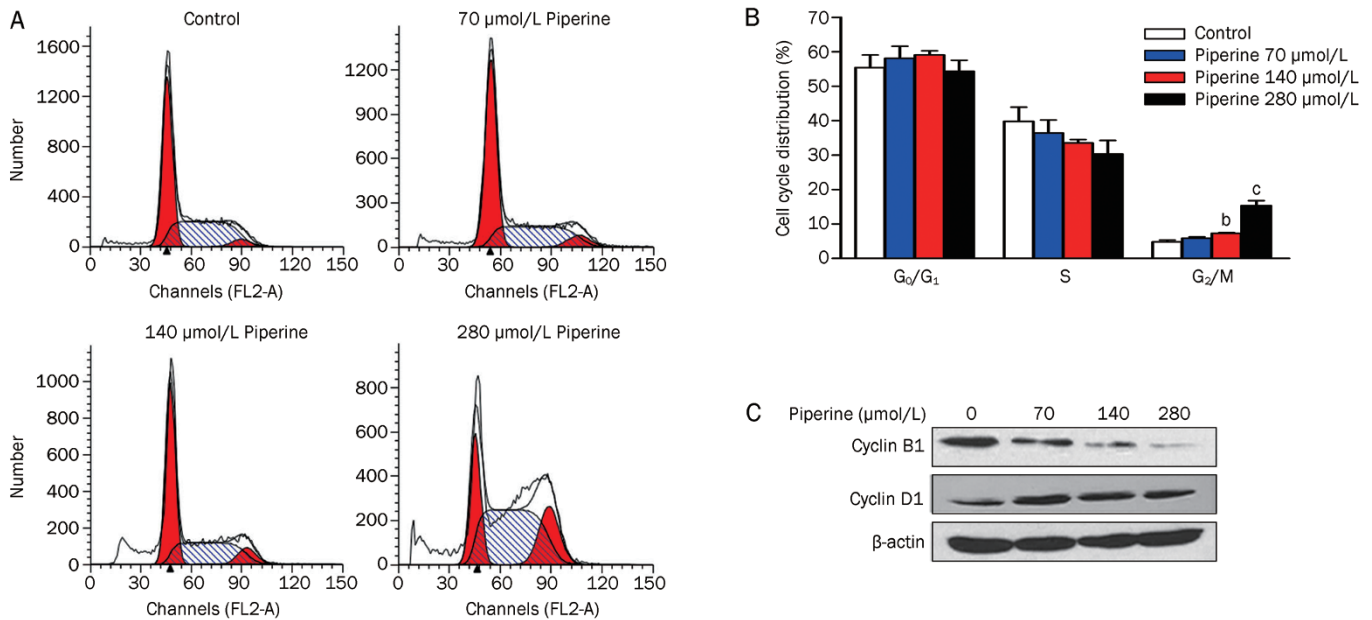 A
Control
Number
1600
1200
800
400
0
0 30 60 90 120 150
Channels (FL2-A)
70 µmol/L Piperine
1200
900
600
300
0
0 30 60 90 120 150
Channels (FL2-A)
140 µmol/L Piperine
Number
1000
800
600
400
200
0
0 30 60 90 120 150
Channels (FL2-A)
280 µmol/L Piperine
800
600
400
200
0
0 30 60 90 120 150
Channels (FL2-A)
B
Cell cycle distribution (%)
70
60
50
40
30
20
10
0
Control
Piperine 70 µmol/L
Piperine 140 µmol/L
Piperine 280 µmol/L
b
c
G₀/G₁ S G₂/M
C
Piperine (µmol/L) 0 70 140 280
Cyclin B1
Cyclin D1
β-actin